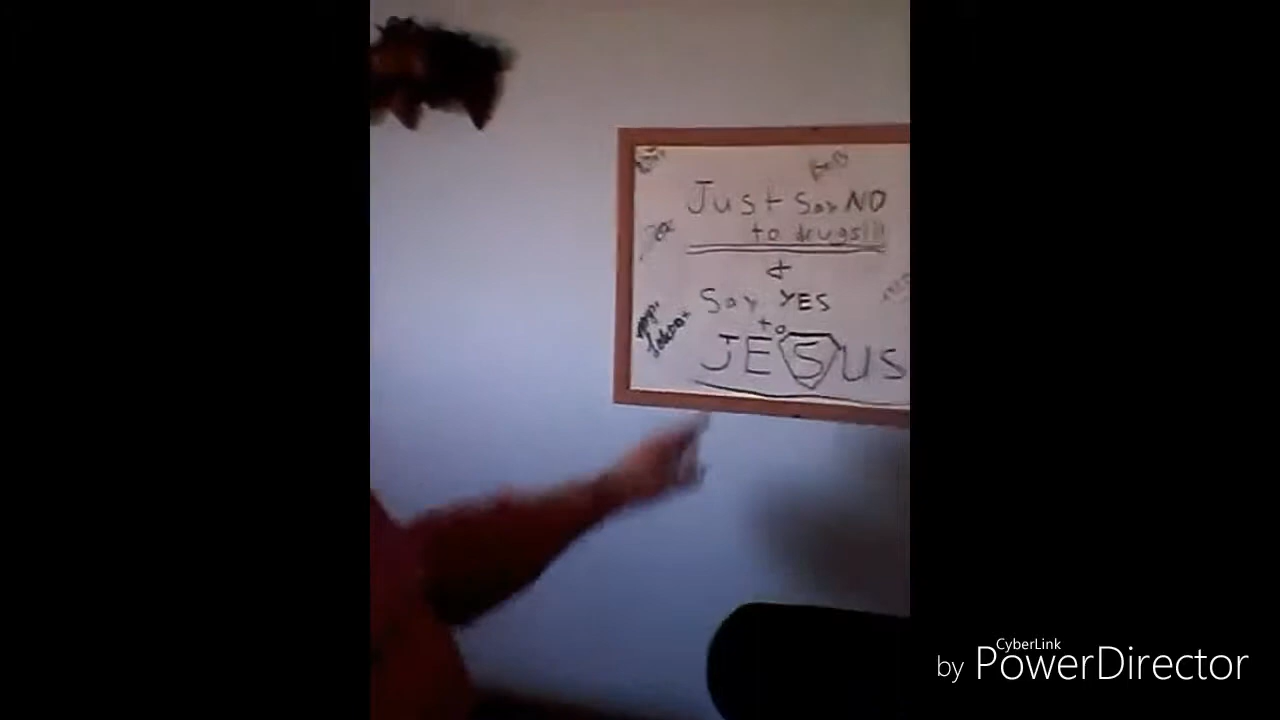 Just Say NO
to drugs!!!
&
Say YES
to
JESUS
CyberLink
by PowerDirector